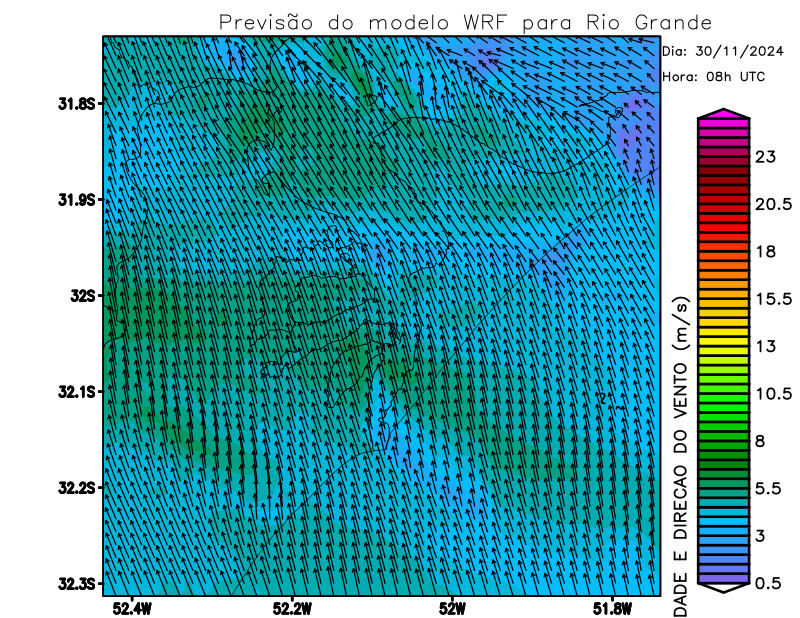 Previsão do modelo WRF para Rio Grande
Dia: 30/11/2024
Hora: 08h UTC
31.8S
31.9S
32S
32.1S
32.2S
32.3S
52.4W
52.2W
52W
51.8W
23
20.5
18
15.5
13
10.5
8
5.5
3
0.5
DADE E DIRECAO DO VENTO (m/s)